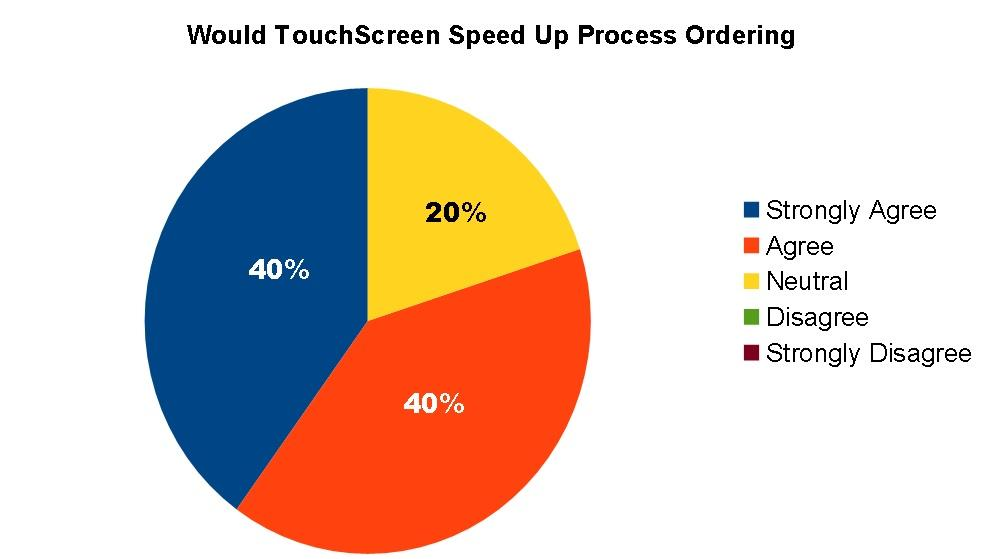 Would TouchScreen Speed Up Process Ordering
20%
40%
40%
Strongly Agree
Agree
Neutral
Disagree
Strongly Disagree